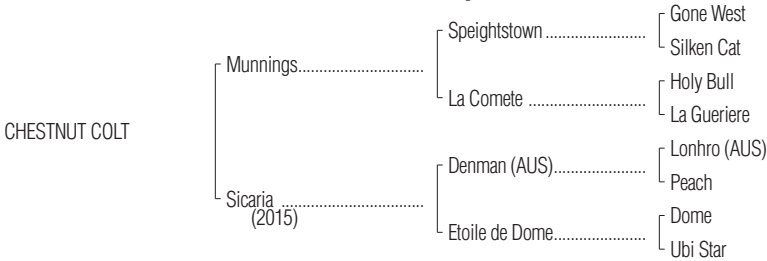 Gone West
Speightstown
Silken Cat
Munnings
Holy Bull
La Comete
La Gueriere
CHESTNUT COLT
Lonhro (AUS)
Denman (AUS)
Peach
Sicaria
(2015)
Dome
Etoile de Dome
Ubi Star